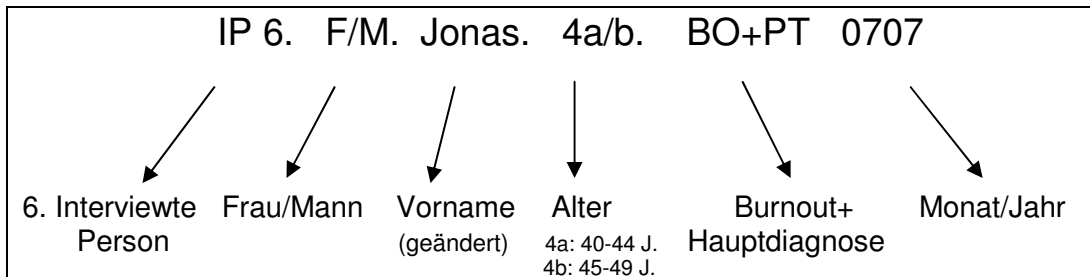 IP 6. F/M. Jonas. 4a/b. BO+PT 0707
6. Interviewte Person
Frau/Mann
Vorname
(geändert)
Alter
4a: 40-44 J.
4b: 45-49 J.
Burnout+
Hauptdiagnose
Monat/Jahr